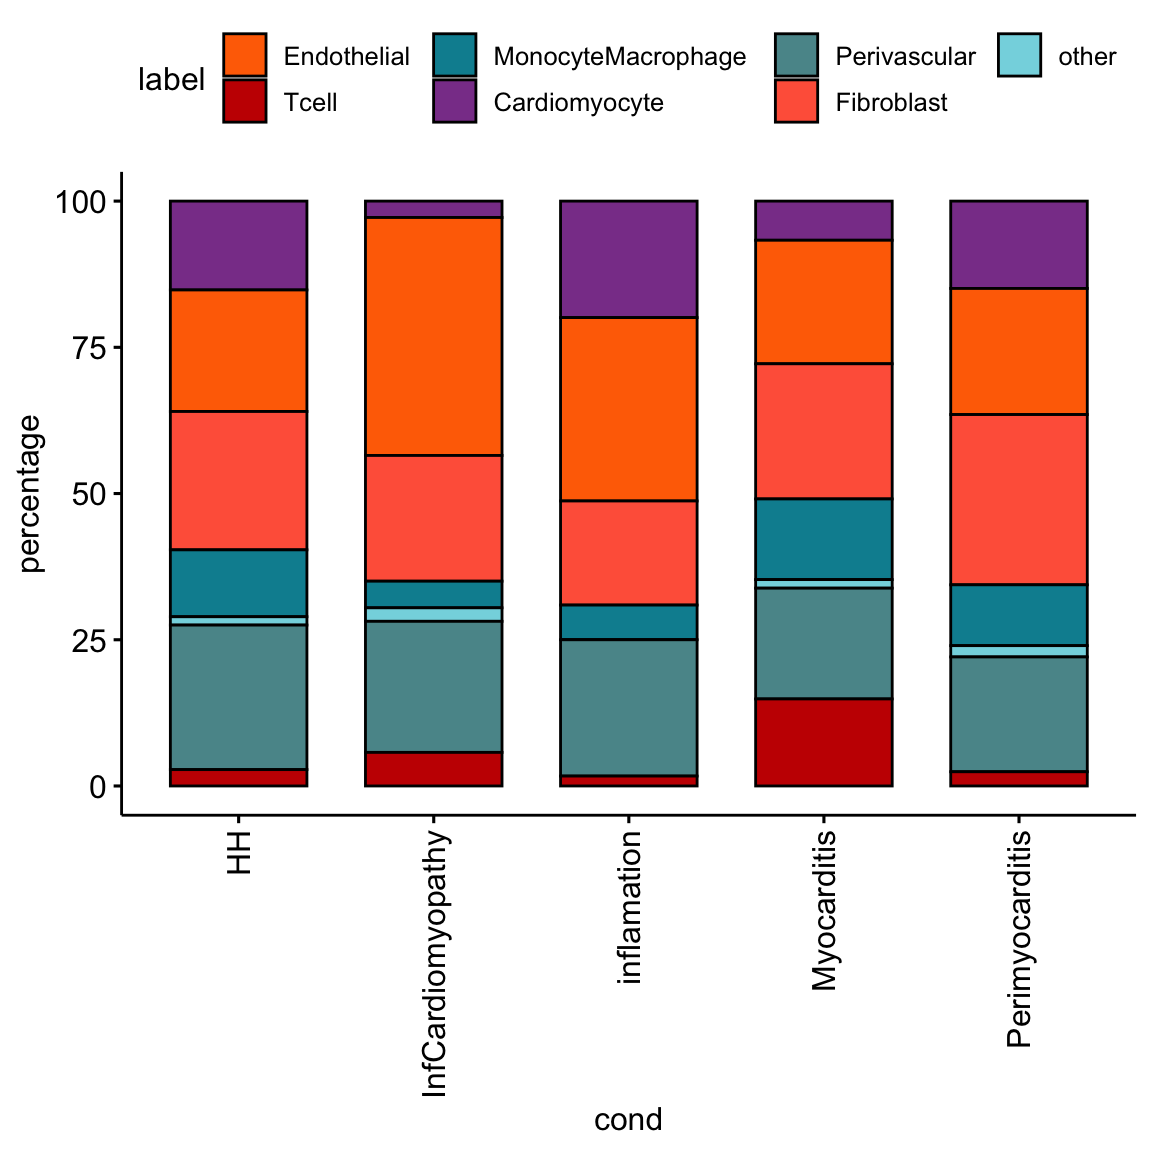 label
Endothelial MonocyteMacrophage Perivascular other
Tcell Cardiomyocyte Fibroblast
percentage
100
75
50
25
0
HH
InfCardiomyopathy
inflamation
Myocarditis
Perimyocarditis
cond